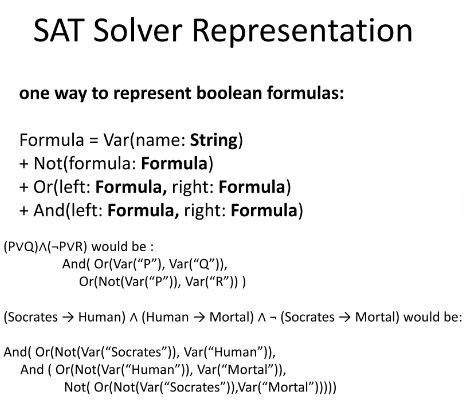 SAT Solver Representation
one way to represent boolean formulas:
Formula = Var(name: String)
+ Not(formula: Formula)
+ Or(left: Formula, right: Formula)
+ And(left: Formula, right: Formula)
(P∨Q)∧(¬P∨R) would be :
And( Or(Var(“P”), Var(“Q”)),
Or(Not(Var(“P”)), Var(“R”)) )
(Socrates → Human) ∧ (Human → Mortal) ∧ ¬ (Socrates → Mortal) would be:
And( Or(Not(Var(“Socrates”)), Var(“Human”)),
And ( Or(Not(Var(“Human”)), Var(“Mortal”)),
Not( Or(Not(Var(“Socrates”)),Var(“Mortal”)))))